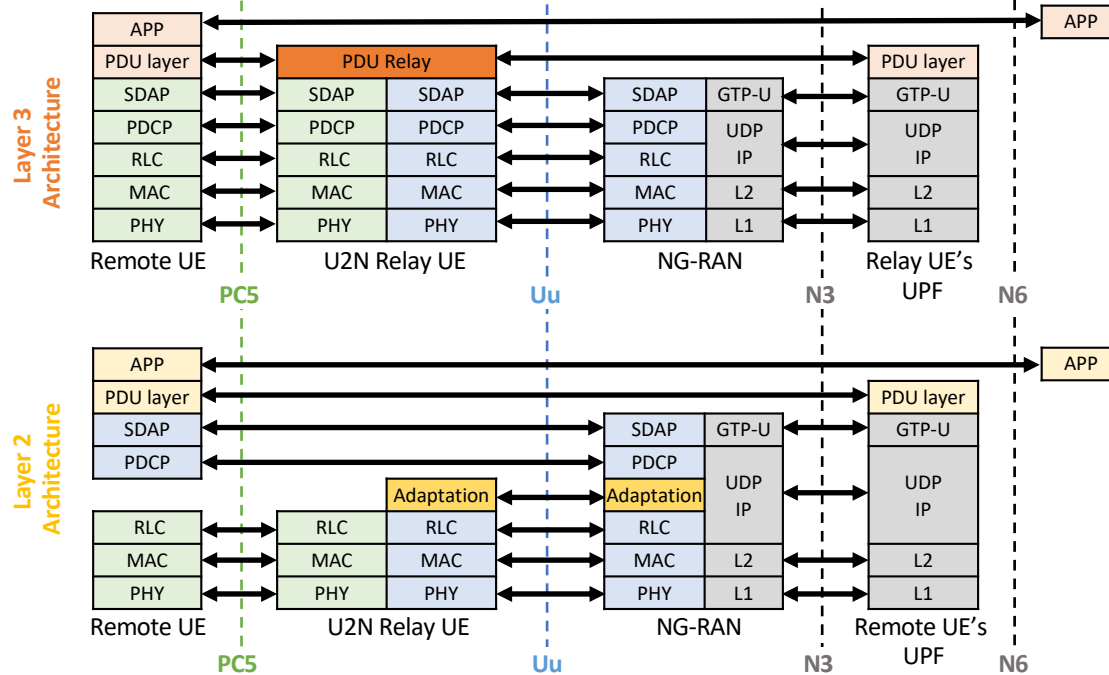 Layer 3
Architecture
APP
APP
PDU layer
PDU Relay
PDU layer
SDAP
SDAP
SDAP
SDAP
GTP-U
GTP-U
PDCP
PDCP
PDCP
PDCP
UDP
IP
UDP
IP
RLC
RLC
RLC
RLC
MAC
MAC
MAC
MAC
L2
L2
PHY
PHY
PHY
PHY
L1
L1
Remote UE
U2N Relay UE
NG-RAN
Relay UE's
UPF
PC5
Uu
N3
N6
Layer 2
Architecture
APP
APP
PDU layer
PDU layer
SDAP
SDAP
GTP-U
GTP-U
PDCP
PDCP
UDP
IP
UDP
IP
Adaptation
Adaptation
RLC
RLC
RLC
RLC
MAC
MAC
MAC
MAC
L2
L2
PHY
PHY
PHY
PHY
L1
L1
Remote UE
U2N Relay UE
NG-RAN
Remote UE's
UPF
PC5
Uu
N3
N6